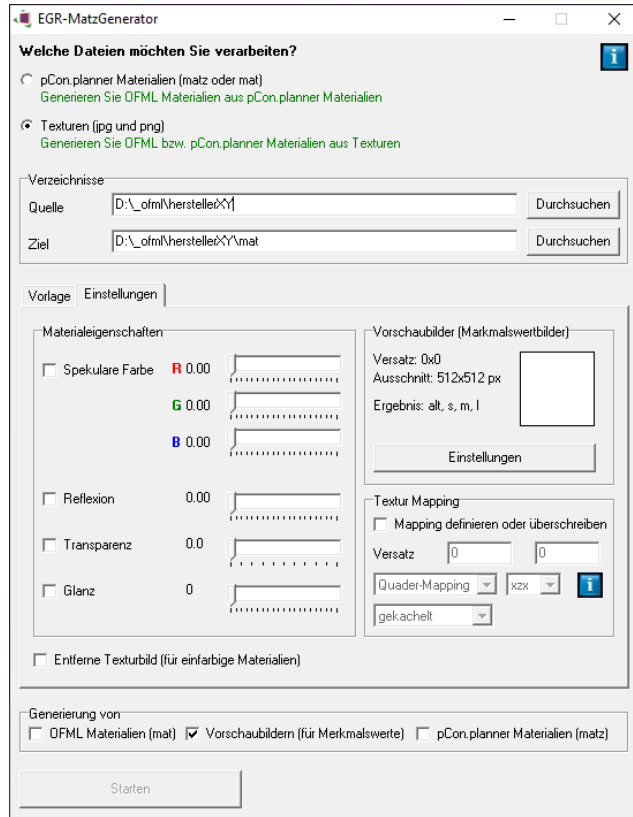 EGR-MatzGenerator
Welche Dateien möchten Sie verarbeiten?
pCon.planner Materialien (matz oder mat)
Generieren Sie OFML Materialien aus pCon.planner Materialien
Texturen (jpg und png)
Generieren Sie OFML bzw. pCon.planner Materialien aus Texturen
Verzeichnisse
Quelle D:\_ofml\herstellerXY Durchsuchen
Ziel D:\_ofml\herstellerXY\mat Durchsuchen
Vorlage Einstellungen
Materialeigenschaften
Spekulare Farbe R 0.00
G 0.00
B 0.00
Reflexion 0.00
Transparenz 0.0
Glanz 0
Vorschaubilder (Markmalswertbilder)
Versatz: 0x0
Ausschnitt: 512x512 px
Ergebnis: alt, s, m, l
Einstellungen
Textur Mapping
Mapping definieren oder überschreiben
Versatz 0 0
Quader-Mapping xzx i
gekachelt
Entferne Texturbild (für einfarbige Materialien)
Generierung von
OFML Materialien (mat) Vorschaubildern (für Merkmalswerte) pCon.planner Materialien (matz)
Starten